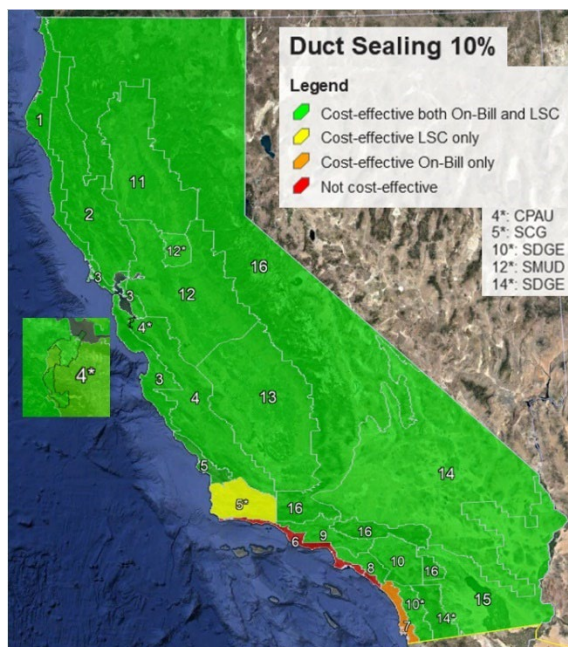 Duct Sealing 10%
Legend
Cost-effective both On-Bill and LSC
Cost-effective LSC only
Cost-effective On-Bill only
Not cost-effective
4*: CPAU
5*: SCG
10*: SDGE
12*: SMUD
14*: SDGE
1
11
2
12*
16
3
3
12
4*
4*
3
4
13
5
14
5*
16
6
9
16
8
10
16
10*
14*
15
7